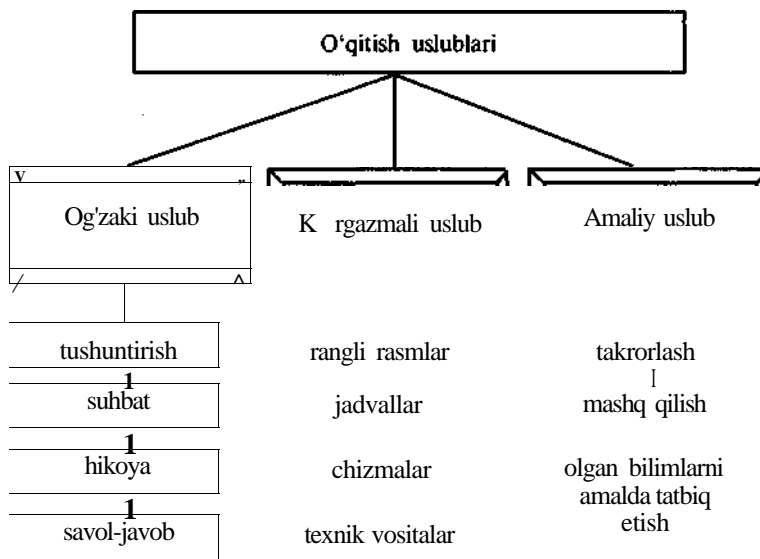 O‘qitish uslublari
Og'zaki uslub
K rgazmali uslub
Amaliy uslub
tushuntirish
suhbat
hikoya
savol-javob
rangli rasmlar
jadvallar
chizmalar
texnik vositalar
takrorlash
mashq qilish
olgan bilimlarni
amalda tatbiq
etish